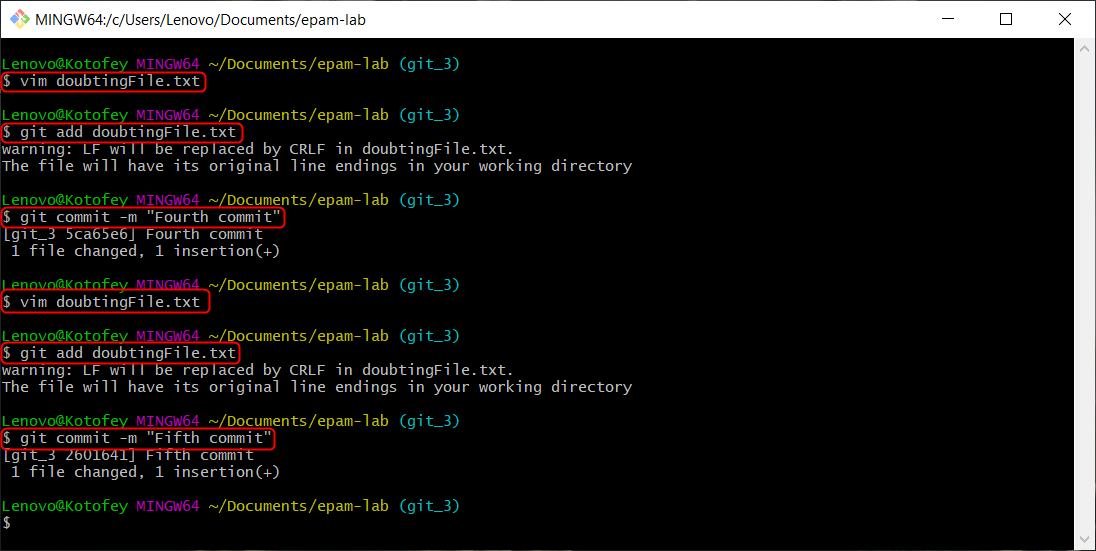 MINGW64:/c/Users/Lenovo/Documents/epam-lab
Lenovo@Kotofey MINGW64 ~/Documents/epam-lab (git_3)
$ vim doubtingFile.txt
Lenovo@Kotofey MINGW64 ~/Documents/epam-lab (git_3)
$ git add doubtingFile.txt
warning: LF will be replaced by CRLF in doubtingFile.txt.
The file will have its original line endings in your working directory
Lenovo@Kotofey MINGW64 ~/Documents/epam-lab (git_3)
$ git commit -m "Fourth commit"
[git_3 5ca65e6] Fourth commit
 1 file changed, 1 insertion(+)
Lenovo@Kotofey MINGW64 ~/Documents/epam-lab (git_3)
$ vim doubtingFile.txt
Lenovo@Kotofey MINGW64 ~/Documents/epam-lab (git_3)
$ git add doubtingFile.txt
warning: LF will be replaced by CRLF in doubtingFile.txt.
The file will have its original line endings in your working directory
Lenovo@Kotofey MINGW64 ~/Documents/epam-lab (git_3)
$ git commit -m "Fifth commit"
[git_3 2601641] Fifth commit
 1 file changed, 1 insertion(+)
Lenovo@Kotofey MINGW64 ~/Documents/epam-lab (git_3)
$